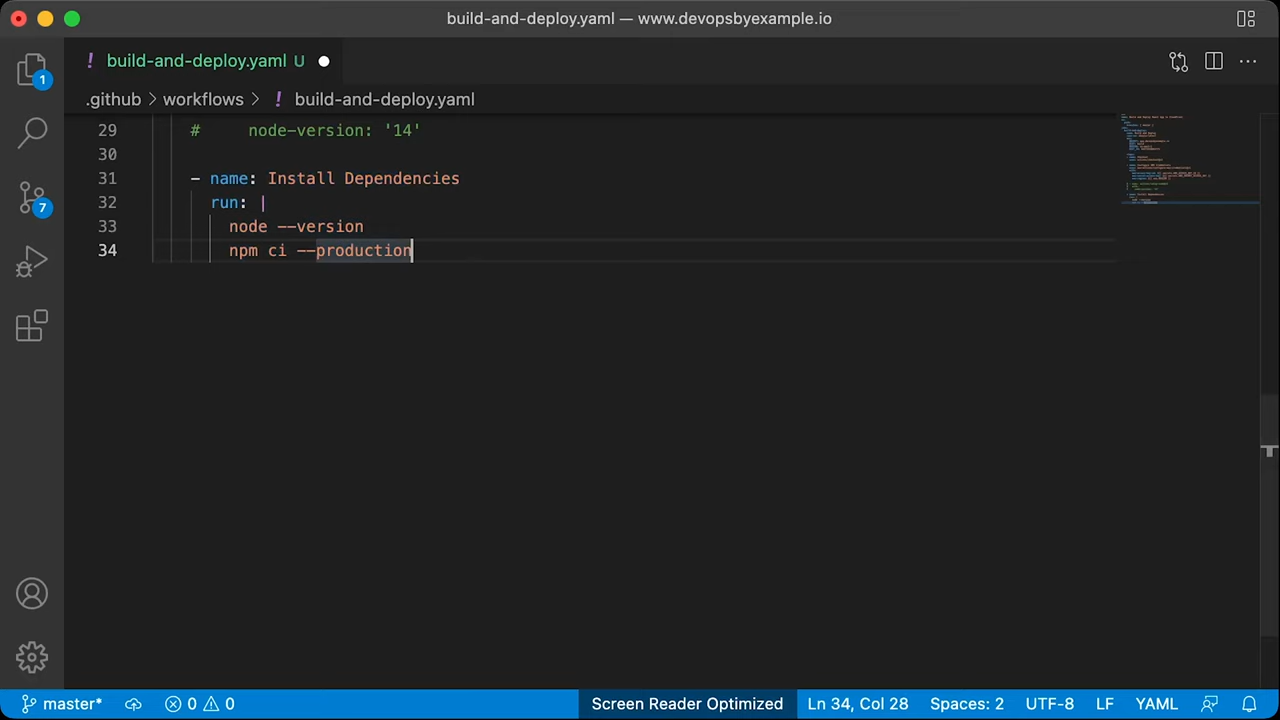 build-and-deploy.yaml — www.devopsbyexample.io
! build-and-deploy.yaml U
.github > workflows > ! build-and-deploy.yaml
29 # node-version: '14'
30
31 - name: Install Dependencies
32 run: |
33 node --version
34 npm ci --production
1
7
master* 0 0 Screen Reader Optimized Ln 34, Col 28 Spaces: 2 UTF-8 LF YAML